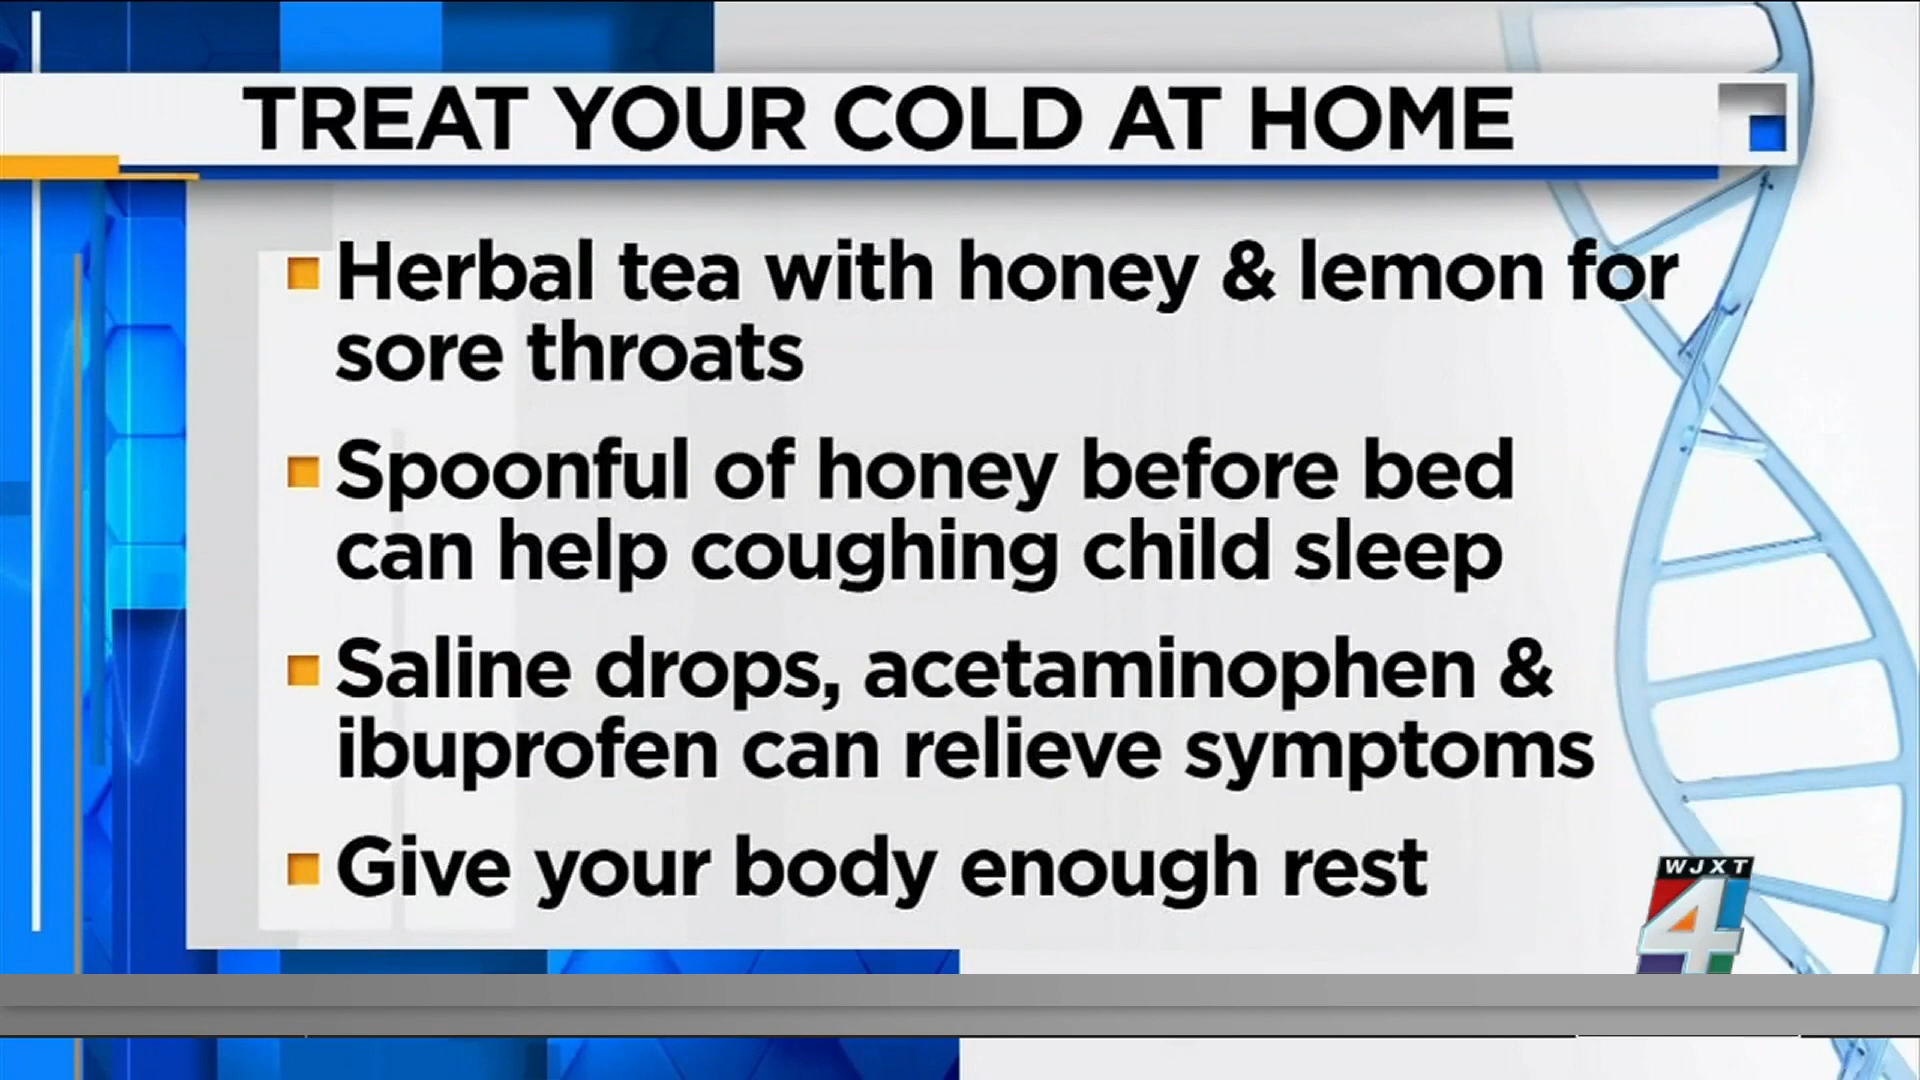 TREAT YOUR COLD AT HOME
Herbal tea with honey & lemon for
sore throats
Spoonful of honey before bed
can help coughing child sleep
Saline drops, acetaminophen &
ibuprofen can relieve symptoms
Give your body enough rest
WJXT
4